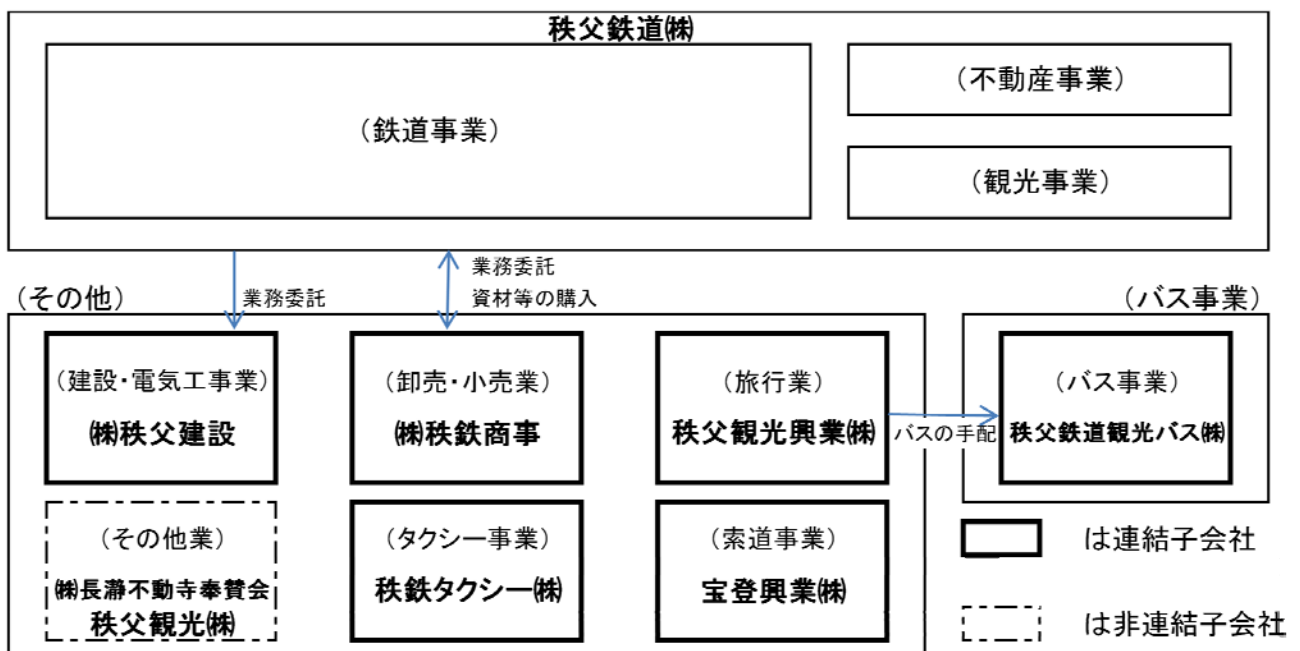 秩父鉄道㈱
（鉄道事業）
（不動産事業）
（観光事業）
業務委託
業務委託
資材等の購入
（その他）
（バス事業）
（建設・電気工事業）
㈱秩父建設
（卸売・小売業）
㈱秩鉄商事
（旅行業）
秩父観光興業㈱
バスの手配
（バス事業）
秩父鉄道観光バス㈱
（その他業）
㈱長瀞不動寺奉賛会
秩父観光㈱
（タクシー事業）
秩鉄タクシー㈱
（索道事業）
宝登興業㈱
は連結子会社
は非連結子会社